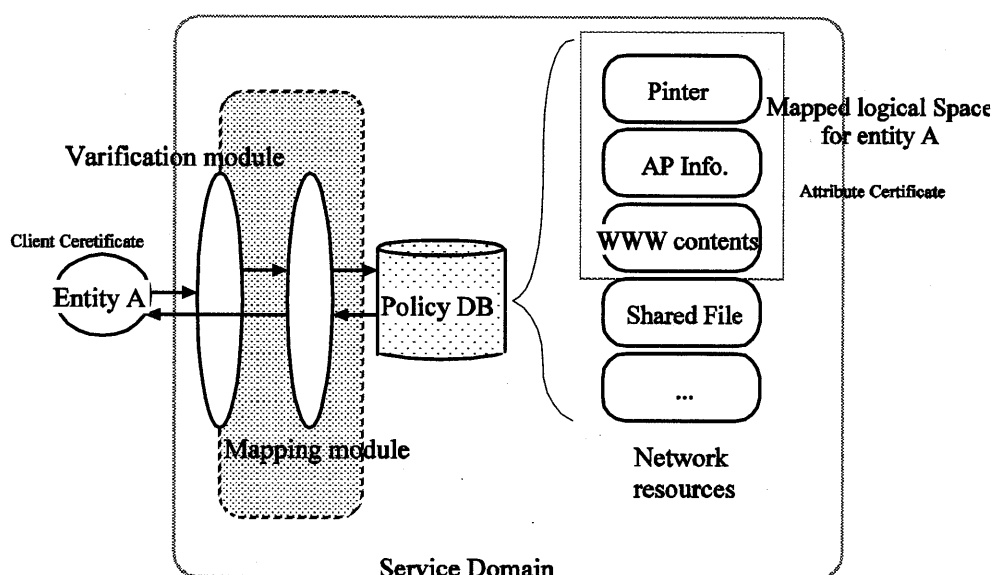 Pinter
Mapped logical Space
for entity A
AP Info.
Varification module
Attribute Certificate
Client Ceretificate
WWW contents
Entity A
Policy DB
Shared File
...
Mapping module
Network
resources
Service Domain